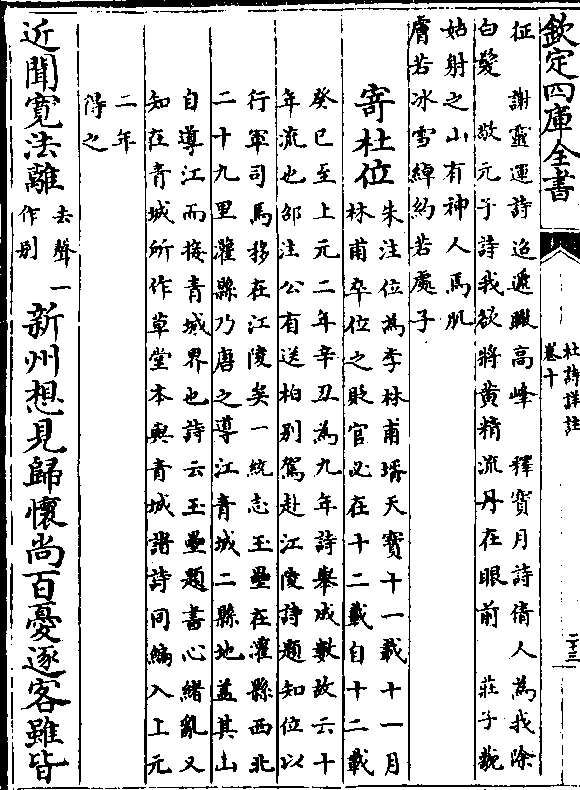 欽定四庫全書
杜詩詳註
卷十
二十三
征　謝靈運詩迢遞瞰高峰　釋寶月詩倩人為我除
白髮　敬元子詩我欲將黃精流丹在眼前　莊子藐
姑射之山有神人焉肌
膚若冰雪綽約若處子
寄杜位　朱注位為李林甫壻天寶十一載十一月
林甫卒位之貶官必在十二載自十二載
癸巳至上元二年辛丑為九年詩舉成數故云十
年流也邵注公有送柏别駕赴江陵詩題知位以
行軍司馬移在江陵矣一統志玉壘在灌縣西北
二十九里灌縣乃唐之導江青城二縣地蓋其山
自導江而接青城界也詩云玉壘題書心緒亂又
知在青城所作草堂本與青城諸詩同編入上元
二年
得之
近聞寛法離去聲一作别新州想見歸懷尚百憂逐客雖皆